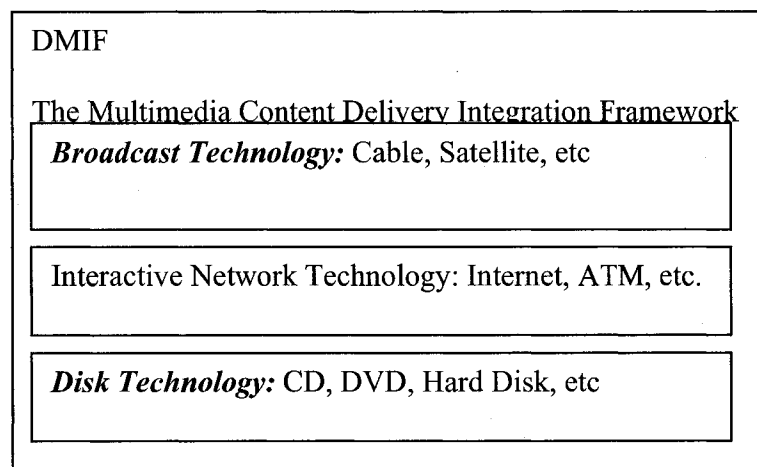 DMIF
The Multimedia Content Delivery Integration Framework
Broadcast Technology: Cable, Satellite, etc
Interactive Network Technology: Internet, ATM, etc.
Disk Technology: CD, DVD, Hard Disk, etc